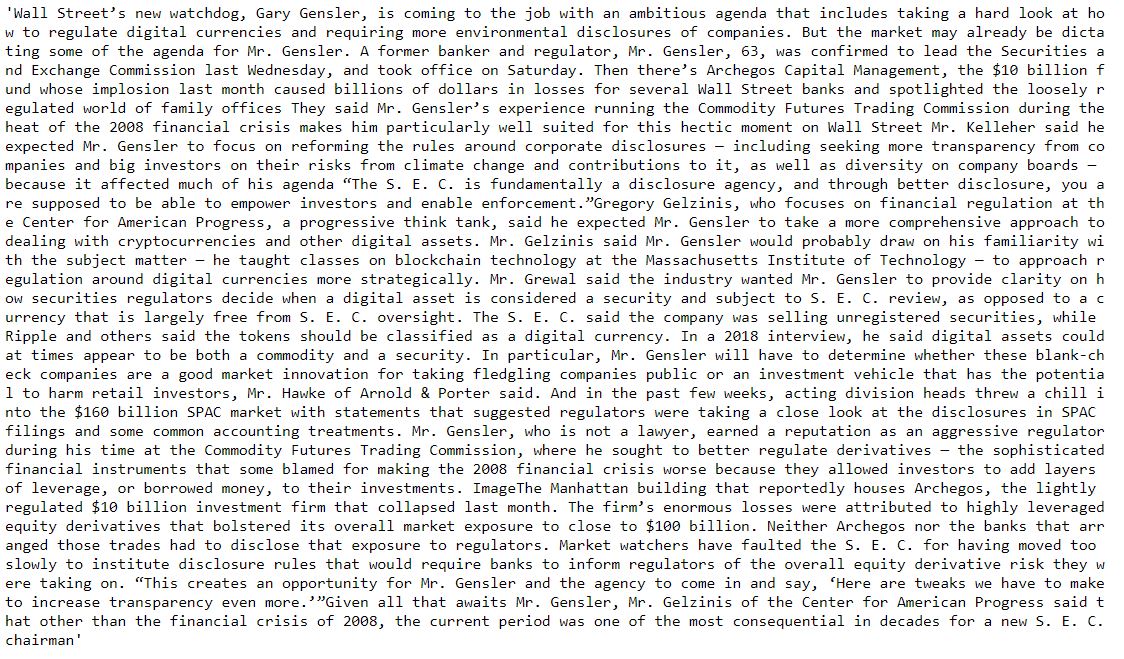 'Wall Street’s new watchdog, Gary Gensler, is coming to the job with an ambitious agenda that includes taking a hard look at ho
w to regulate digital currencies and requiring more environmental disclosures of companies. But the market may already be dicta
ting some of the agenda for Mr. Gensler. A former banker and regulator, Mr. Gensler, 63, was confirmed to lead the Securities a
nd Exchange Commission last Wednesday, and took office on Saturday. Then there’s Archegos Capital Management, the $10 billion f
und whose implosion last month caused billions of dollars in losses for several Wall Street banks and spotlighted the loosely r
egulated world of family offices They said Mr. Gensler’s experience running the Commodity Futures Trading Commission during the
heat of the 2008 financial crisis makes him particularly well suited for this hectic moment on Wall Street Mr. Kelleher said he
expected Mr. Gensler to focus on reforming the rules around corporate disclosures — including seeking more transparency from co
mpanies and big investors on their risks from climate change and contributions to it, as well as diversity on company boards —
because it affected much of his agenda “The S. E. C. is fundamentally a disclosure agency, and through better disclosure, you a
re supposed to be able to empower investors and enable enforcement.”Gregory Gelzinis, who focuses on financial regulation at th
e Center for American Progress, a progressive think tank, said he expected Mr. Gensler to take a more comprehensive approach to
dealing with cryptocurrencies and other digital assets. Mr. Gelzinis said Mr. Gensler would probably draw on his familiarity wi
th the subject matter — he taught classes on blockchain technology at the Massachusetts Institute of Technology — to approach r
egulation around digital currencies more strategically. Mr. Grewal said the industry wanted Mr. Gensler to provide clarity on h
ow securities regulators decide when a digital asset is considered a security and subject to S. E. C. review, as opposed to a c
urrency that is largely free from S. E. C. oversight. The S. E. C. said the company was selling unregistered securities, while
Ripple and others said the tokens should be classified as a digital currency. In a 2018 interview, he said digital assets could
at times appear to be both a commodity and a security. In particular, Mr. Gensler will have to determine whether these blank-ch
eck companies are a good market innovation for taking fledgling companies public or an investment vehicle that has the potentia
l to harm retail investors, Mr. Hawke of Arnold & Porter said. And in the past few weeks, acting division heads threw a chill i
nto the $160 billion SPAC market with statements that suggested regulators were taking a close look at the disclosures in SPAC
filings and some common accounting treatments. Mr. Gensler, who is not a lawyer, earned a reputation as an aggressive regulator
during his time at the Commodity Futures Trading Commission, where he sought to better regulate derivatives — the sophisticated
financial instruments that some blamed for making the 2008 financial crisis worse because they allowed investors to add layers
of leverage, or borrowed money, to their investments. ImageThe Manhattan building that reportedly houses Archegos, the lightly
regulated $10 billion investment firm that collapsed last month. The firm’s enormous losses were attributed to highly leveraged
equity derivatives that bolstered its overall market exposure to close to $100 billion. Neither Archegos nor the banks that arr
anged those trades had to disclose that exposure to regulators. Market watchers have faulted the S. E. C. for having moved too
slowly to institute disclosure rules that would require banks to inform regulators of the overall equity derivative risk they w
ere taking on. “This creates an opportunity for Mr. Gensler and the agency to come in and say, ‘Here are tweaks we have to make
to increase transparency even more.’”Given all that awaits Mr. Gensler, Mr. Gelzinis of the Center for American Progress said t
hat other than the financial crisis of 2008, the current period was one of the most consequential in decades for a new S. E. C.
chairman'